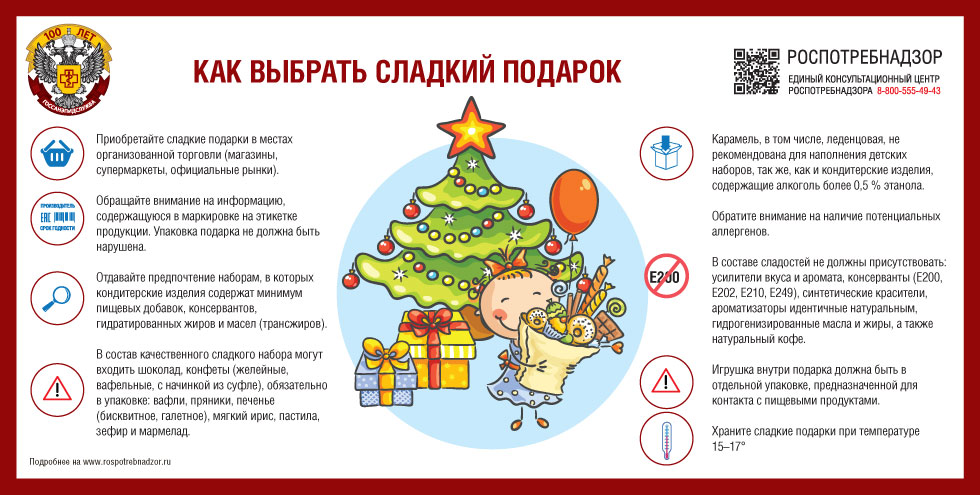 100 ЛЕТ
ГОССАНЭПИДСЛУЖБА
КАК ВЫБРАТЬ СЛАДКИЙ ПОДАРОК
РОСПОТРЕБНАДЗОР
ЕДИНЫЙ КОНСУЛЬТАЦИОННЫЙ ЦЕНТР
РОСПОТРЕБНАДЗОРА 8-800-555-49-43
Приобретайте сладкие подарки в местах
организованной торговли (магазины,
супермаркеты, официальные рынки).
ПРОИЗВОДИТЕЛЬ
EAC
СРОК ГОДНОСТИ
Обращайте внимание на информацию,
содержащуюся в маркировке на этикетке
продукции. Упаковка подарка не должна быть
нарушена.
Отдавайте предпочтение наборам, в которых
кондитерские изделия содержат минимум
пищевых добавок, консервантов,
гидратированных жиров и масел (трансжиров).
В состав качественного сладкого набора могут
входить шоколад, конфеты (желейные,
вафельные, с начинкой из суфле), обязательно
в упаковке: вафли, пряники, печенье
(бисквитное, галетное), мягкий ирис, пастила,
зефир и мармелад.
Подробнее на www.rospotrebnadzor.ru
Карамель, в том числе, леденцовая, не
рекомендована для наполнения детских
наборов, так же, как и кондитерские изделия,
содержащие алкоголь более 0,5 % этанола.
Обратите внимание на наличие потенциальных
аллергенов.
E200
В составе сладостей не должны присутствовать:
усилители вкуса и аромата, консерванты (Е200,
Е202, Е210, Е249), синтетические красители,
ароматизаторы идентичные натуральным,
гидрогенизированные масла и жиры, а также
натуральный кофе.
Игрушка внутри подарка должна быть в
отдельной упаковке, предназначенной для
контакта с пищевыми продуктами.
Храните сладкие подарки при температуре
15–17°